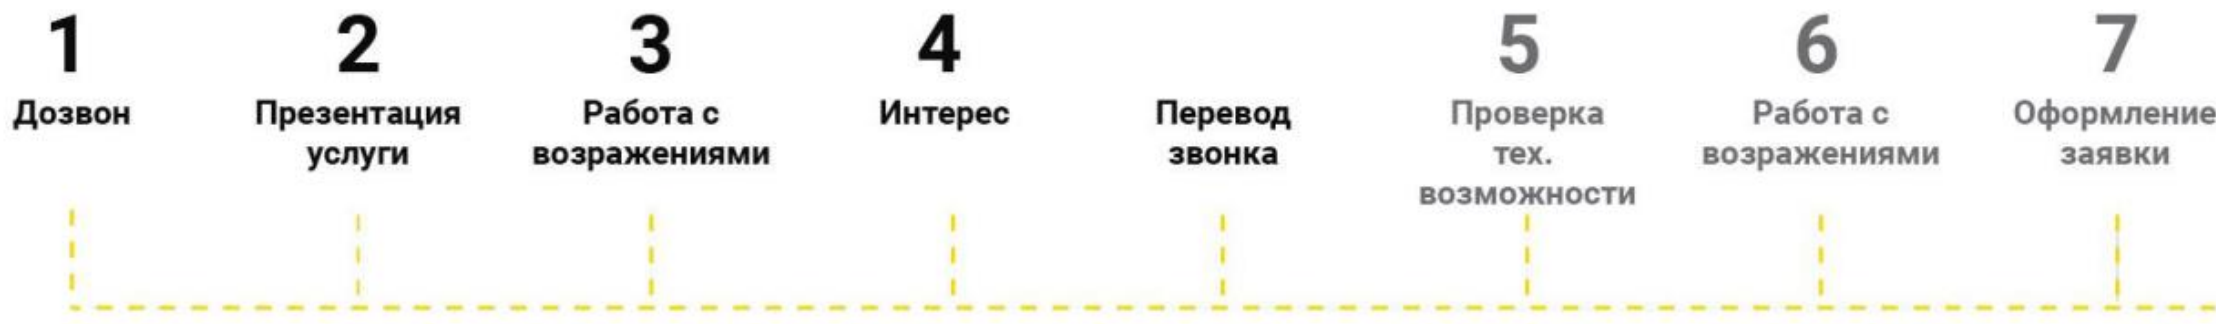 1
Дозвон
2
Презентация
услуги
3
Работа с
возражениями
4
Интерес
Перевод
звонка
5
Проверка
тех.
возможности
6
Работа с
возражениями
7
Оформление
заявки